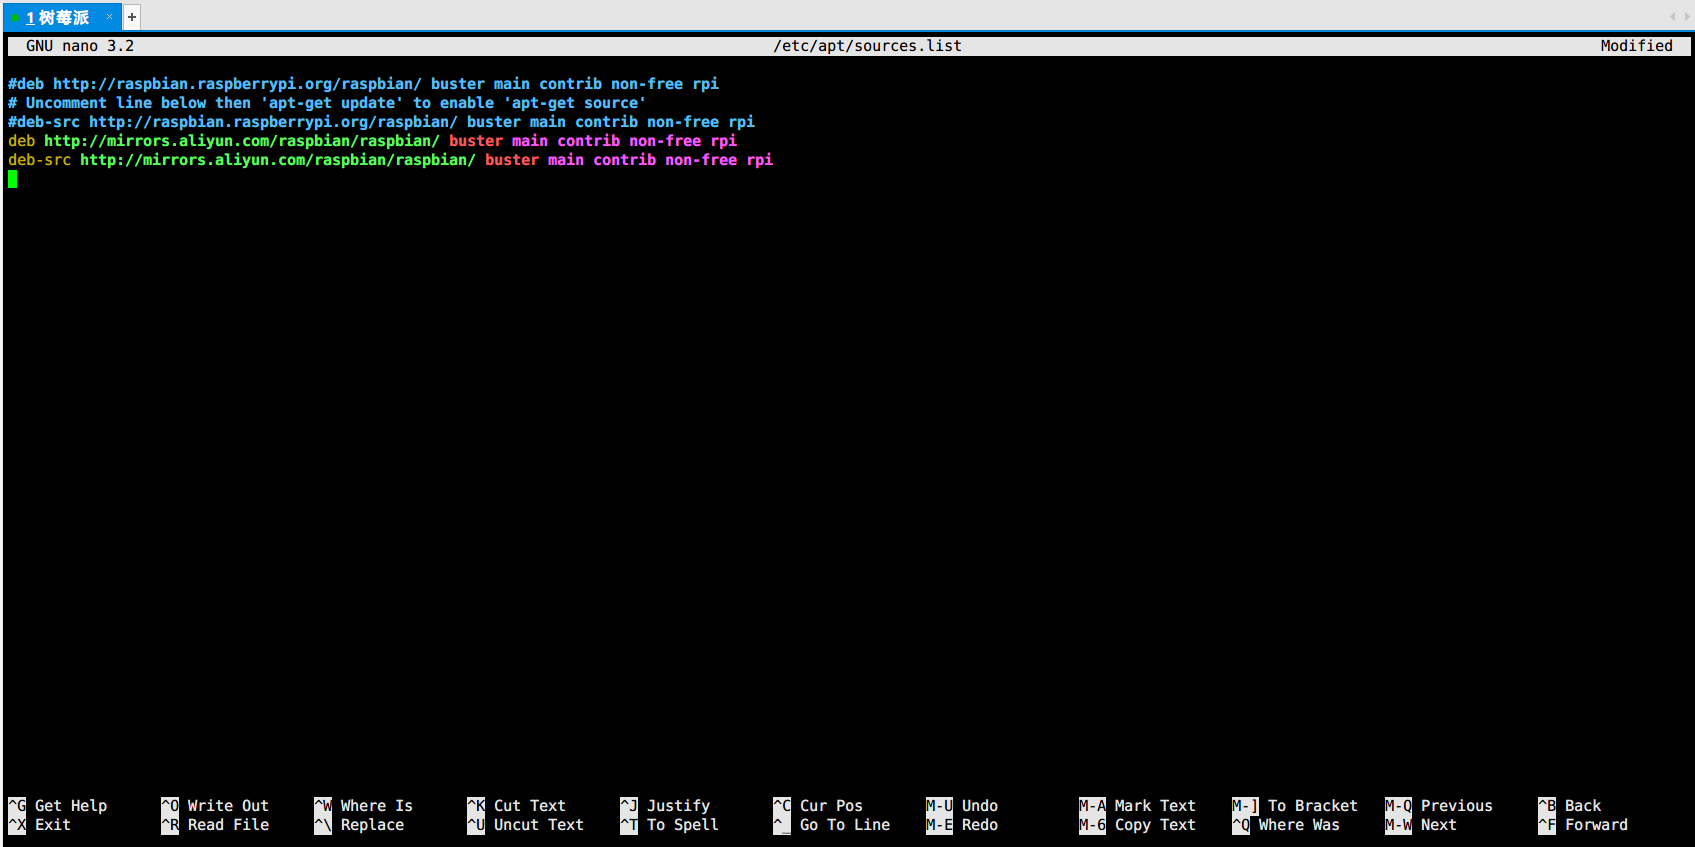 1 树莓派 × +
GNU nano 3.2 /etc/apt/sources.list Modified
#deb http://raspbian.raspberrypi.org/raspbian/ buster main contrib non-free rpi
# Uncomment line below then 'apt-get update' to enable 'apt-get source'
#deb-src http://raspbian.raspberrypi.org/raspbian/ buster main contrib non-free rpi
deb http://mirrors.aliyun.com/raspbian/raspbian/ buster main contrib non-free rpi
deb-src http://mirrors.aliyun.com/raspbian/raspbian/ buster main contrib non-free rpi
^G Get Help ^O Write Out ^W Where Is ^K Cut Text ^J Justify ^C Cur Pos M-U Undo M-A Mark Text M-] To Bracket M-Q Previous ^B Back
^X Exit ^R Read File ^\ Replace ^U Uncut Text ^T To Spell ^_ Go To Line M-E Redo M-6 Copy Text ^Q Where Was M-W Next ^F Forward